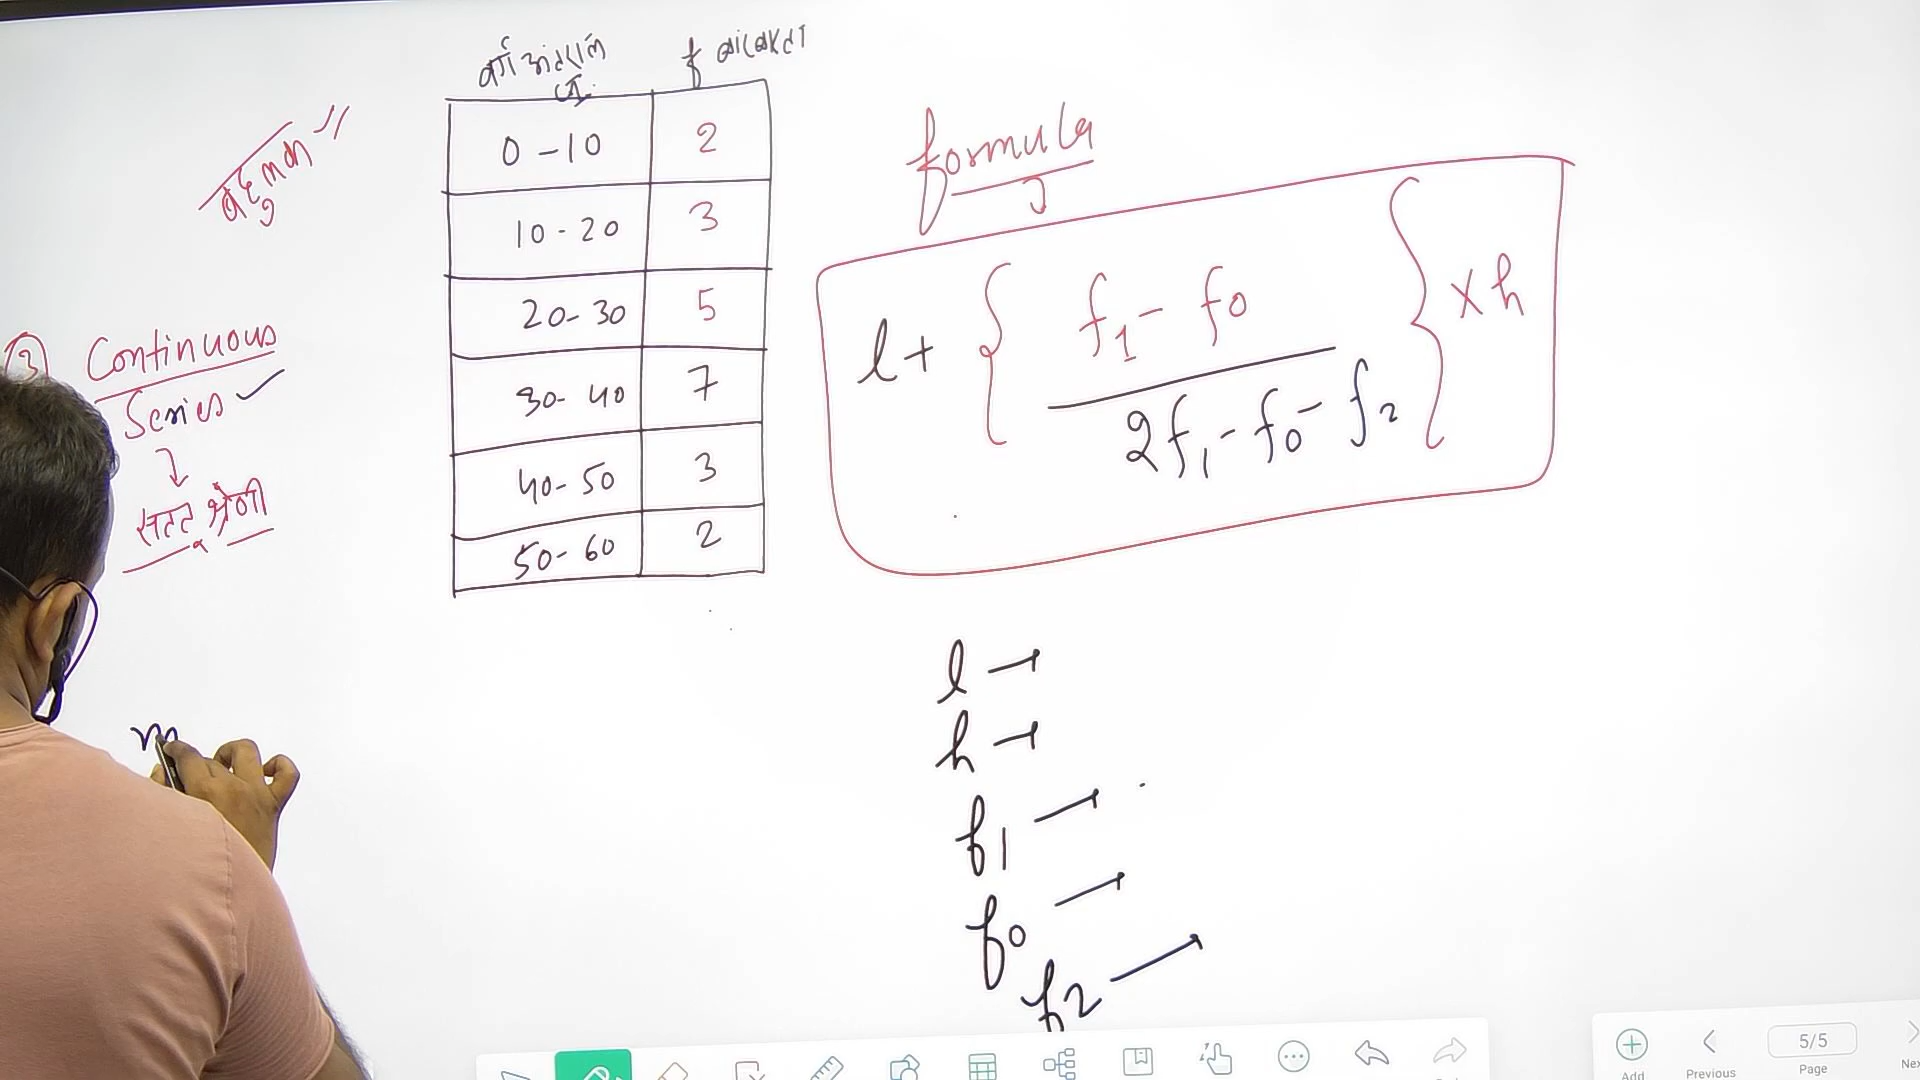 वर्ग अंतराल
C.I.
f बारंबारता
बहुलक
0-10 2
10-20 3
20-30 5
30-40 7
40-50 3
50-60 2
formula
l + { f1 - f0 / 2f1 - f0 - f2 } x h
3 Continuous
Series ✓
सतत् श्रेणी
m
l →
h →
f1 →
f0 →
f2 →
Add
Previous
5/5
Page